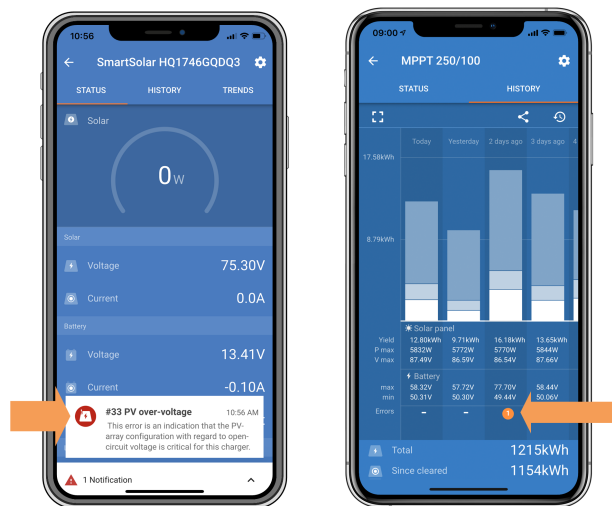 10:56
SmartSolar HQ1746GQDQ3
STATUS HISTORY TRENDS
Solar
0W
Solar
Voltage 75.30V
Current 0.0A
Battery
Voltage 13.41V
Current -0.10A
#33 PV over-voltage 10:56 AM
This error is an indication that the PV-
array configuration with regard to open-
circuit voltage is critical for this charger.
1 Notification
09:00
MPPT 250/100
STATUS HISTORY
Today Yesterday 2 days ago 3 days ago 4
17.58kWh
8.79kWh
Solar panel
Yield 12.80kWh 9.71kWh 16.18kWh 13.65kWh
P max 5832W 5772W 5770W 5844W
V max 87.49V 86.59V 86.54V 87.66V
Battery
max 58.32V 57.72V 77.70V 58.44V
min 50.31V 50.30V 49.44V 50.06V
Errors – – 1
Total 1215kWh
Since cleared 1154kWh